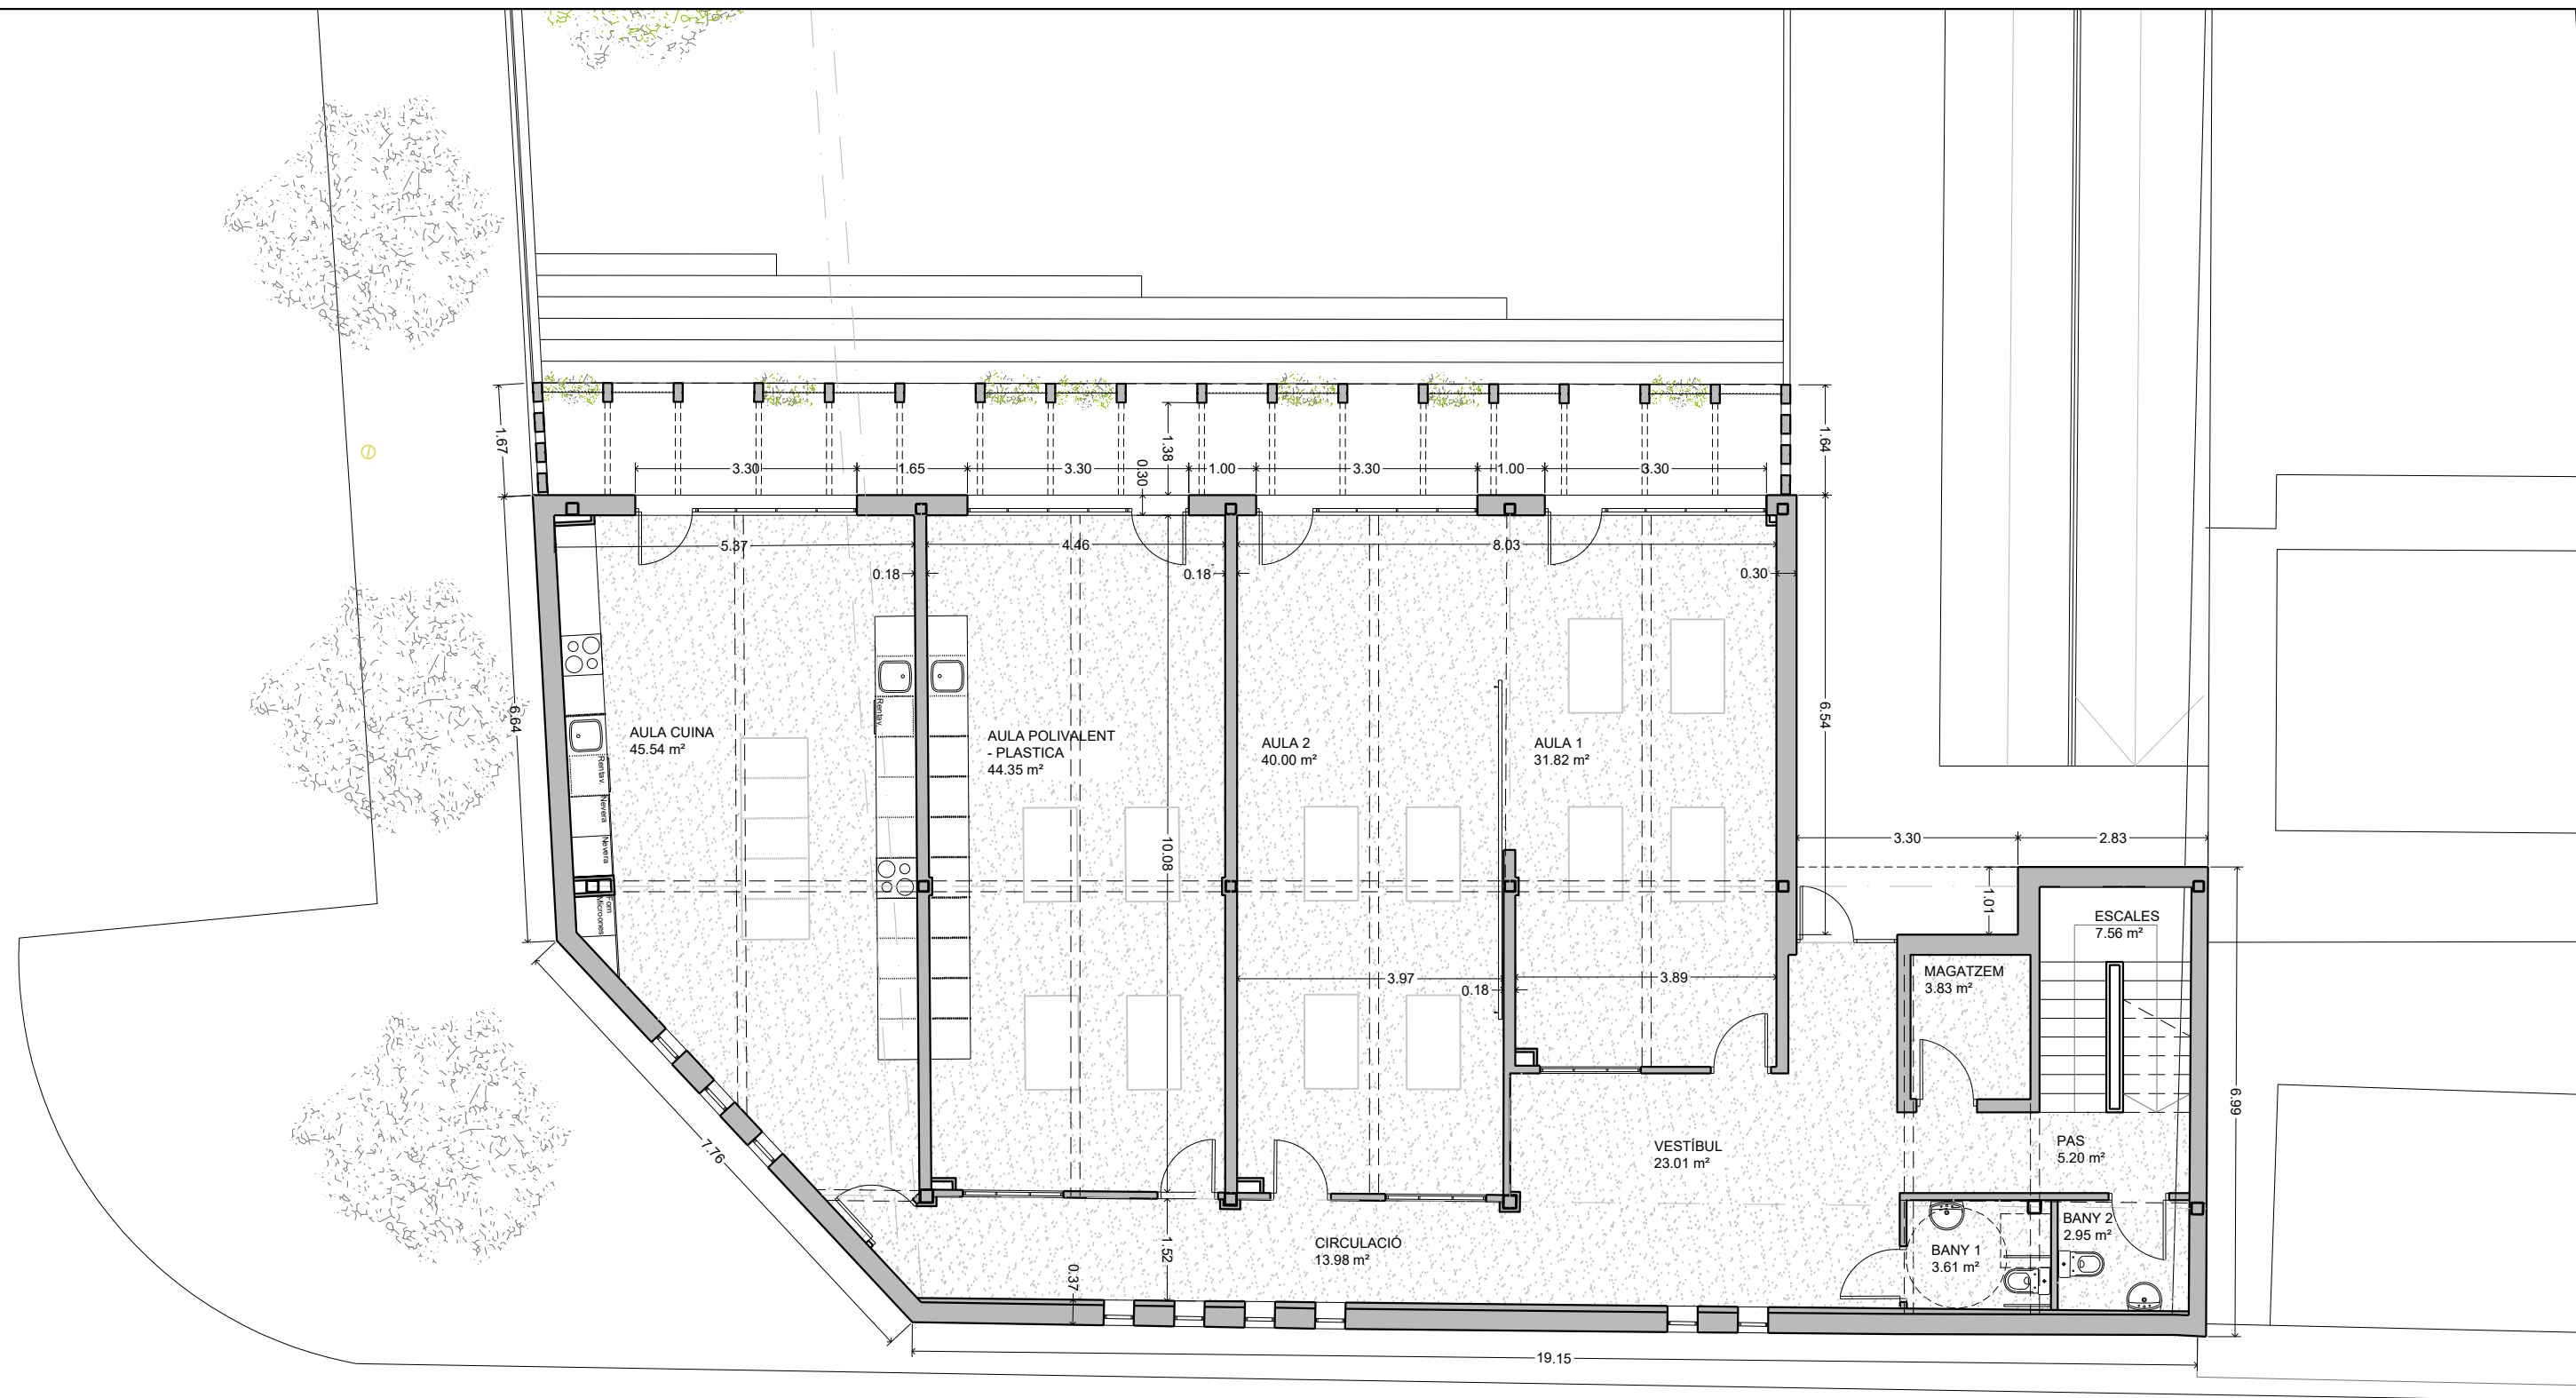 1.67
1.38
1.64
3.30
1.65
3.30
0.30
1.00
3.30
1.00
3.30
5.37
4.46
8.03
0.18
0.18
0.30
6.64
6.54
Rentav.
AULA CUINA
45.54 m²
AULA POLIVALENT
- PLASTICA
44.35 m²
AULA 2
40.00 m²
AULA 1
31.82 m²
Rentav.
Nevera
Nevera
Forn
Microones
10.08
3.30
2.83
1.01
ESCALES
7.56 m²
MAGATZEM
3.83 m²
3.97
0.18
3.89
7.76
6.99
VESTÍBUL
23.01 m²
PAS
5.20 m²
CIRCULACIÓ
13.98 m²
1.52
0.37
BANY 1
3.61 m²
BANY 2
2.95 m²
19.15